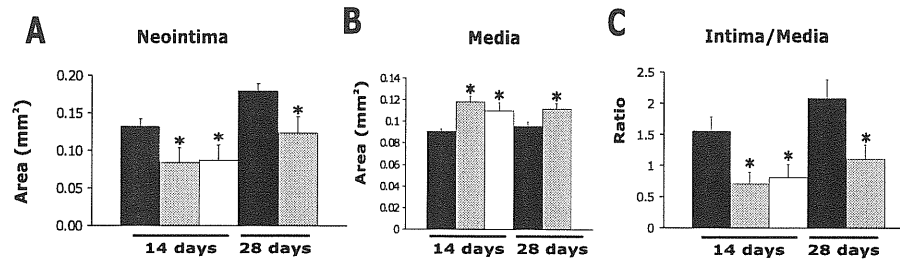 A
Neointima
Area (mm²)
0.20
0.15
0.10
0.05
0.00
*
*
*
14 days
28 days
B
Media
Area (mm²)
0.14
0.12
0.10
0.08
0.06
0.04
0.12
0
*
*
*
14 days
28 days
C
Intima/Media
Ratio
2.5
2
1.5
1
0.5
0
*
*
*
14 days
28 days